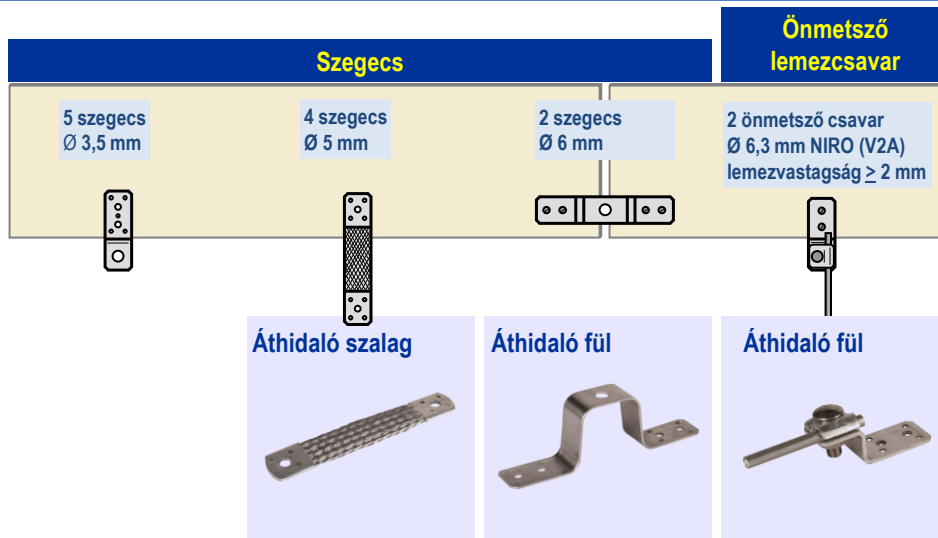 Szegecs
Önmetsző
lemezcsavar
5 szegecs
Ø 3,5 mm
4 szegecs
Ø 5 mm
2 szegecs
Ø 6 mm
2 önmetsző csavar
Ø 6,3 mm NIRO (V2A)
lemezvastagság > 2 mm
Áthidaló szalag
Áthidaló fül
Áthidaló fül